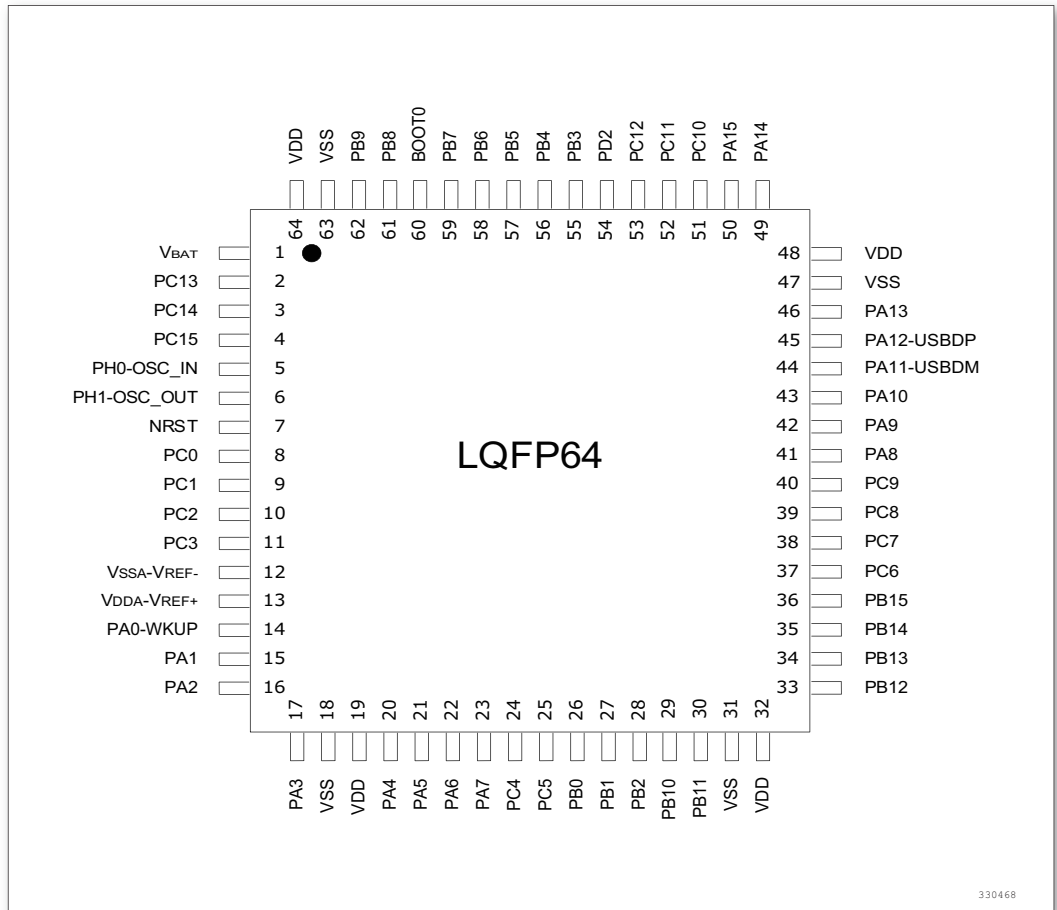 VDD VSS PB9 PB8 BOOT0 PB7 PB6 PB5 PB4 PB3 PD2 PC12 PC11 PC10 PA15 PA14
64 63 62 61 60 59 58 57 56 55 54 53 52 51 50 49
VBAT 1 48 VDD
PC13 2 47 VSS
PC14 3 46 PA13
PC15 4 45 PA12-USBDP
PH0-OSC_IN 5 44 PA11-USBDM
PH1-OSC_OUT 6 43 PA10
NRST 7 42 PA9
PC0 8 41 PA8
LQFP64
PC1 9 40 PC9
PC2 10 39 PC8
PC3 11 38 PC7
VSSA-VREF- 12 37 PC6
VDDA-VREF+ 13 36 PB15
PA0-WKUP 14 35 PB14
PA1 15 34 PB13
PA2 16 33 PB12
17 18 19 20 21 22 23 24 25 26 27 28 29 30 31 32
PA3 VSS VDD PA4 PA5 PA6 PA7 PC4 PC5 PB0 PB1 PB2 PB10 PB11 VSS VDD
330468